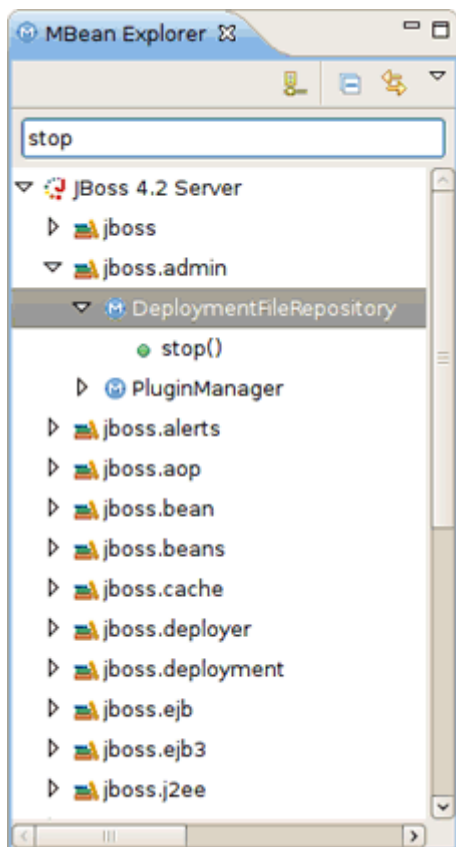 MBean Explorer
stop
JBoss 4.2 Server
jboss
jboss.admin
DeploymentFileRepository
stop()
PluginManager
jboss.alerts
jboss.aop
jboss.bean
jboss.beans
jboss.cache
jboss.deployer
jboss.deployment
jboss.ejb
jboss.ejb3
jboss.j2ee